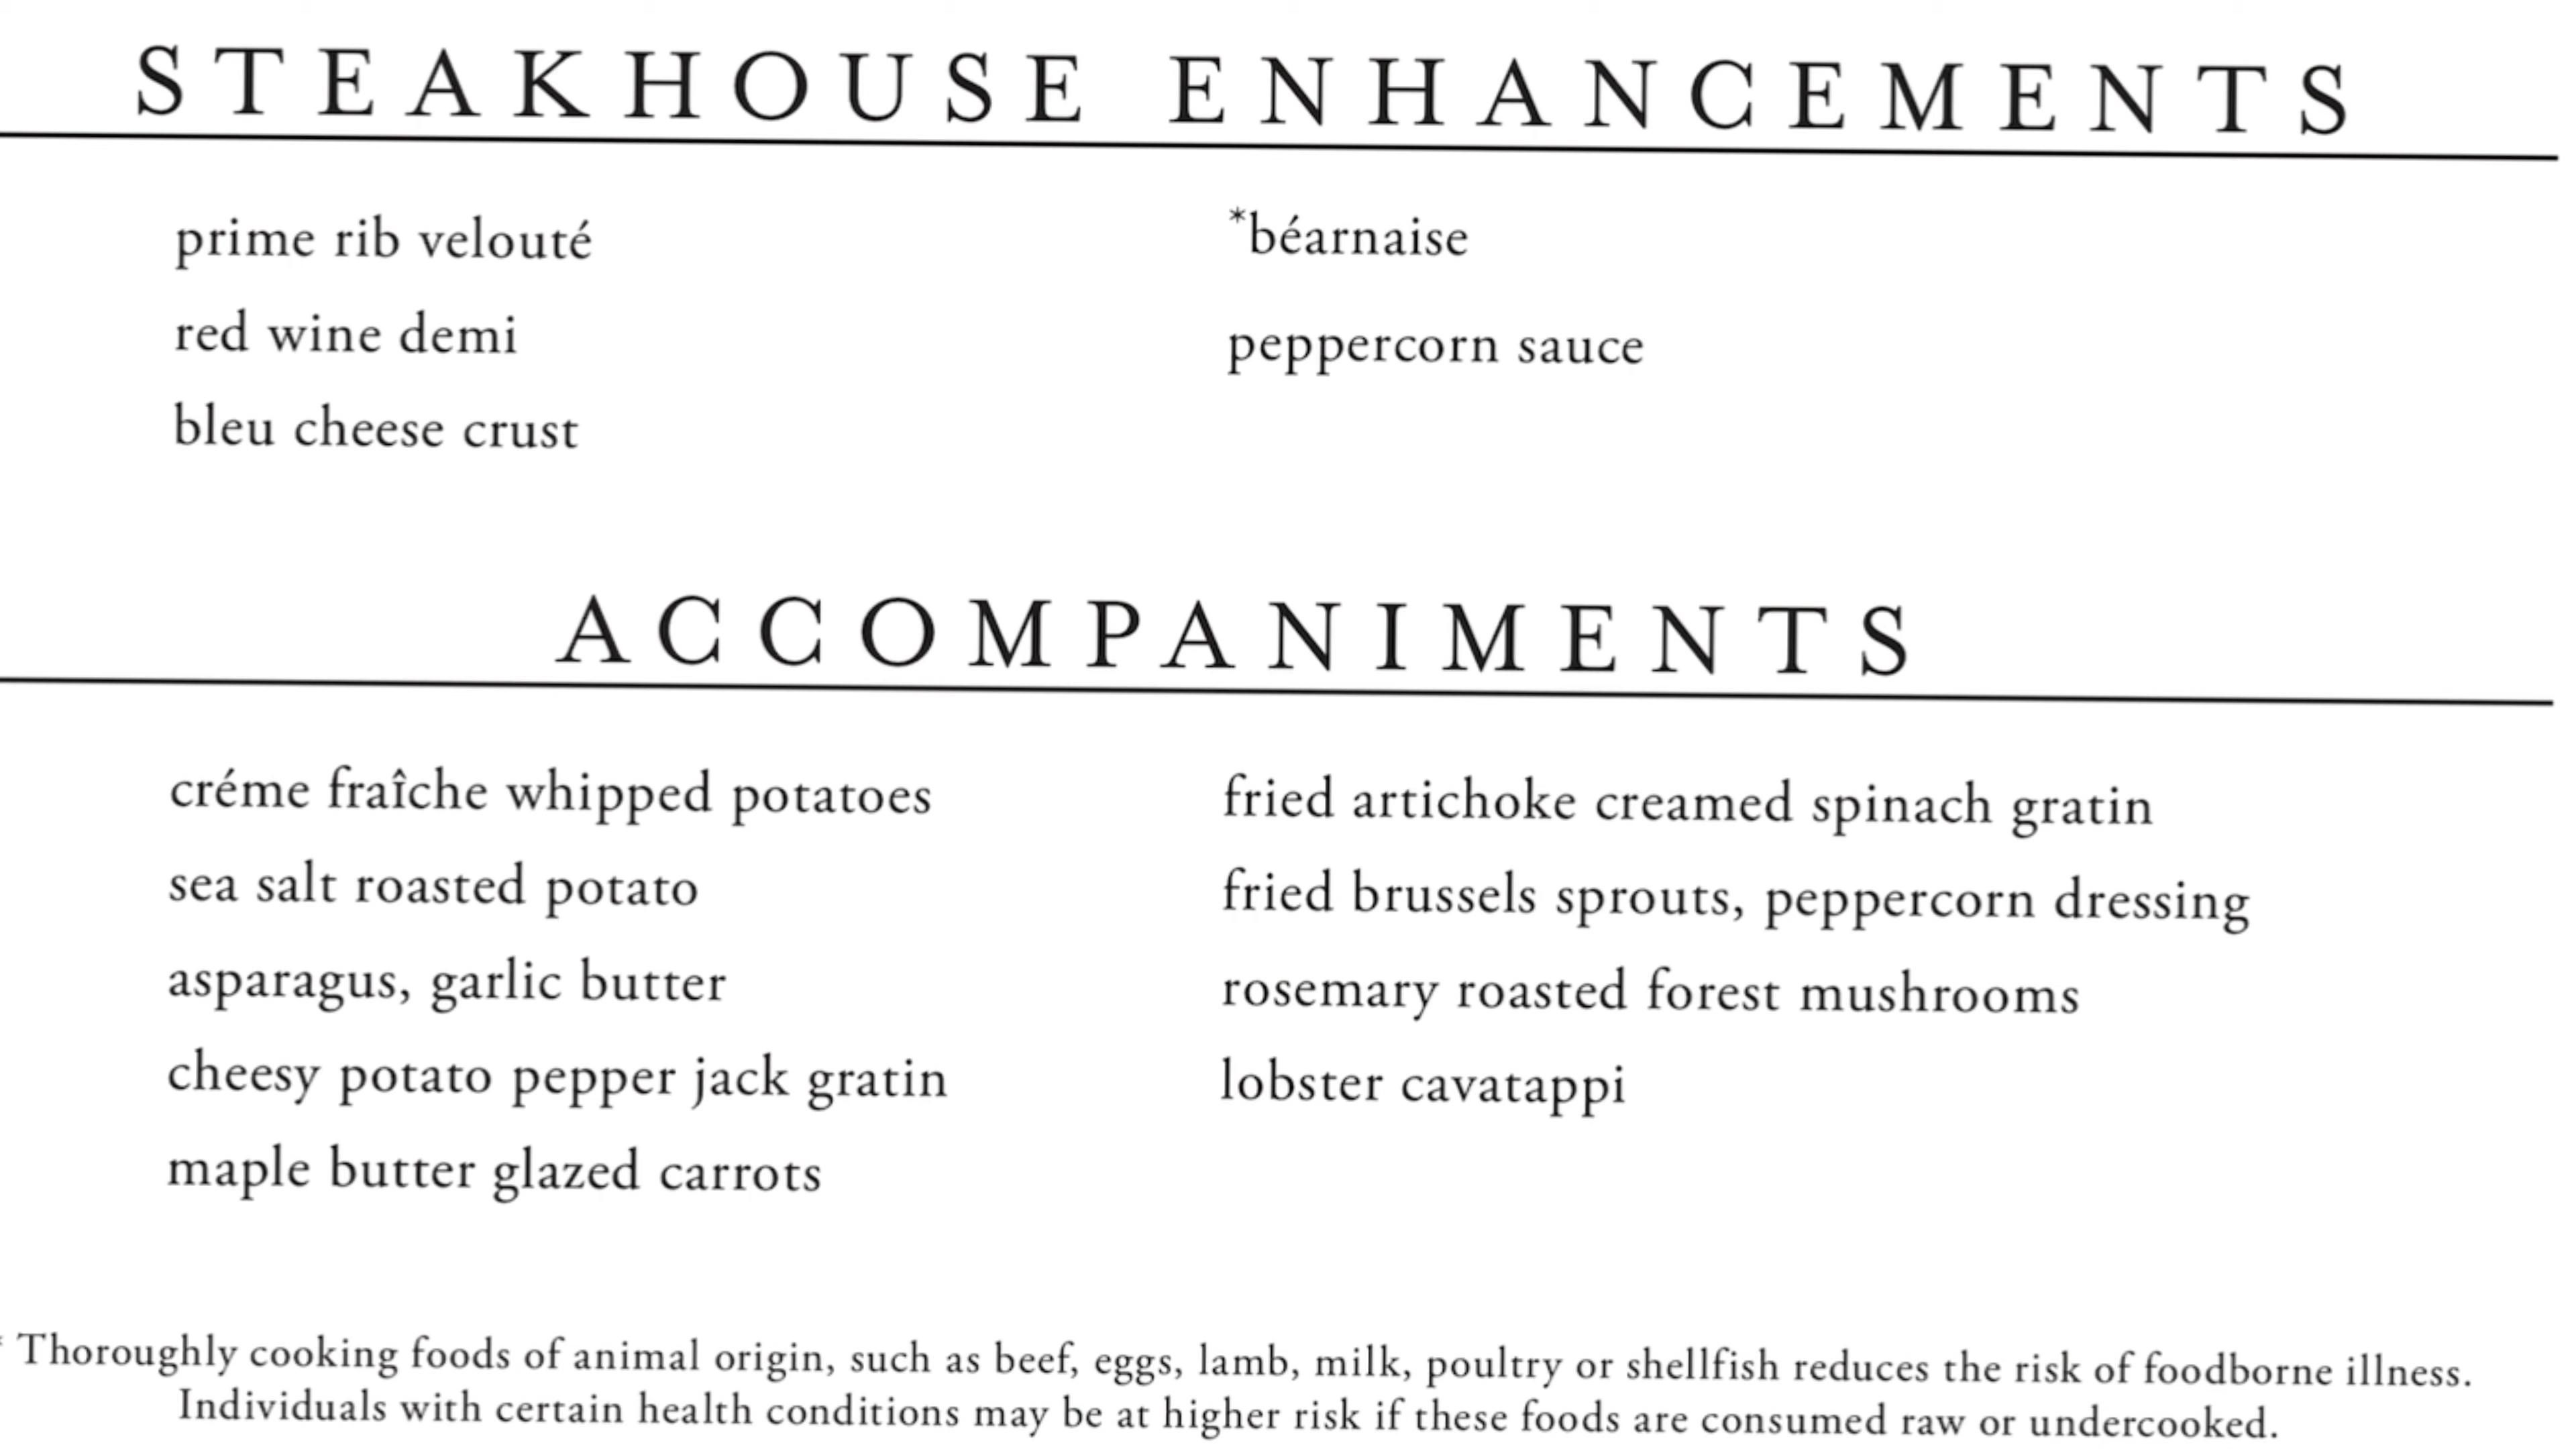 STEAKHOUSE ENHANCEMENTS
prime rib velouté
red wine demi
bleu cheese crust
*béarnaise
peppercorn sauce
ACCOMPANIMENTS
créme fraîche whipped potatoes
sea salt roasted potato
asparagus, garlic butter
cheesy potato pepper jack gratin
maple butter glazed carrots
fried artichoke creamed spinach gratin
fried brussels sprouts, peppercorn dressing
rosemary roasted forest mushrooms
lobster cavatappi
* Thoroughly cooking foods of animal origin, such as beef, eggs, lamb, milk, poultry or shellfish reduces the risk of foodborne illness.
Individuals with certain health conditions may be at higher risk if these foods are consumed raw or undercooked.